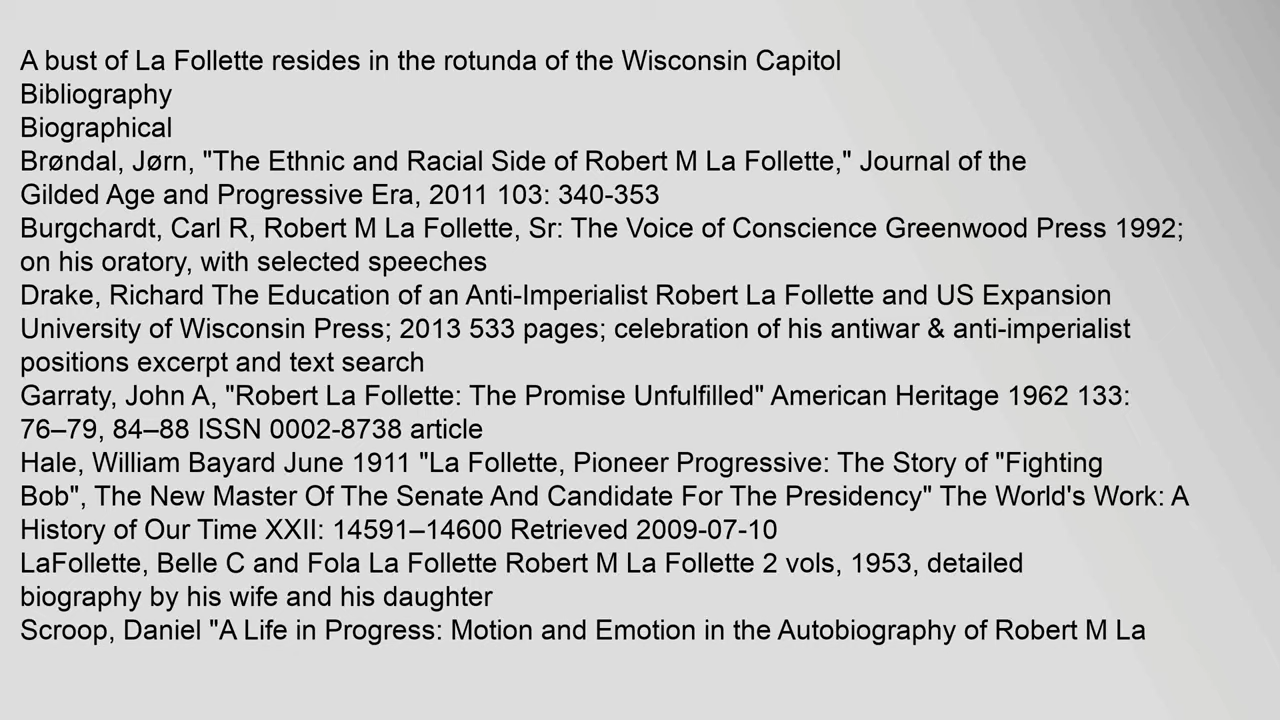 A bust of La Follette resides in the rotunda of the Wisconsin Capitol
Bibliography
Biographical
Brøndal, Jørn, "The Ethnic and Racial Side of Robert M La Follette," Journal of the
Gilded Age and Progressive Era, 2011 103: 340-353
Burgchardt, Carl R, Robert M La Follette, Sr: The Voice of Conscience Greenwood Press 1992;
on his oratory, with selected speeches
Drake, Richard The Education of an Anti-Imperialist Robert La Follette and US Expansion
University of Wisconsin Press; 2013 533 pages; celebration of his antiwar & anti-imperialist
positions excerpt and text search
Garraty, John A, "Robert La Follette: The Promise Unfulfilled" American Heritage 1962 133:
76–79, 84–88 ISSN 0002-8738 article
Hale, William Bayard June 1911 "La Follette, Pioneer Progressive: The Story of "Fighting
Bob", The New Master Of The Senate And Candidate For The Presidency" The World's Work: A
History of Our Time XXII: 14591–14600 Retrieved 2009-07-10
LaFollette, Belle C and Fola La Follette Robert M La Follette 2 vols, 1953, detailed
biography by his wife and his daughter
Scroop, Daniel "A Life in Progress: Motion and Emotion in the Autobiography of Robert M La